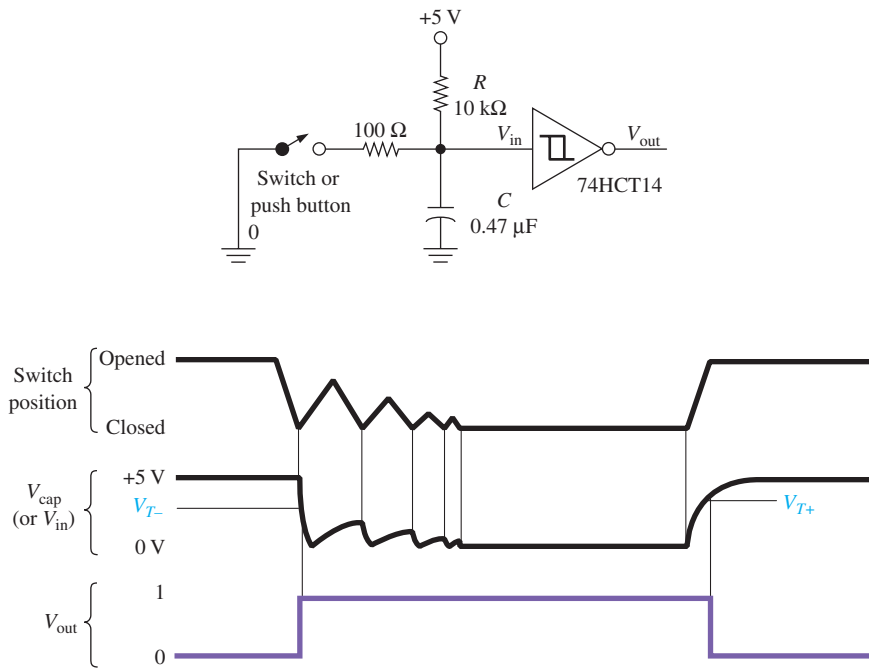 +5 V
R
10 kΩ
100 Ω
V_in
V_out
74HCT14
Switch or
push button
0
C
0.47 µF
Switch
position
Opened
Closed
V_cap
(or V_in)
+5 V
V_T−
0 V
V_T+
V_out
1
0